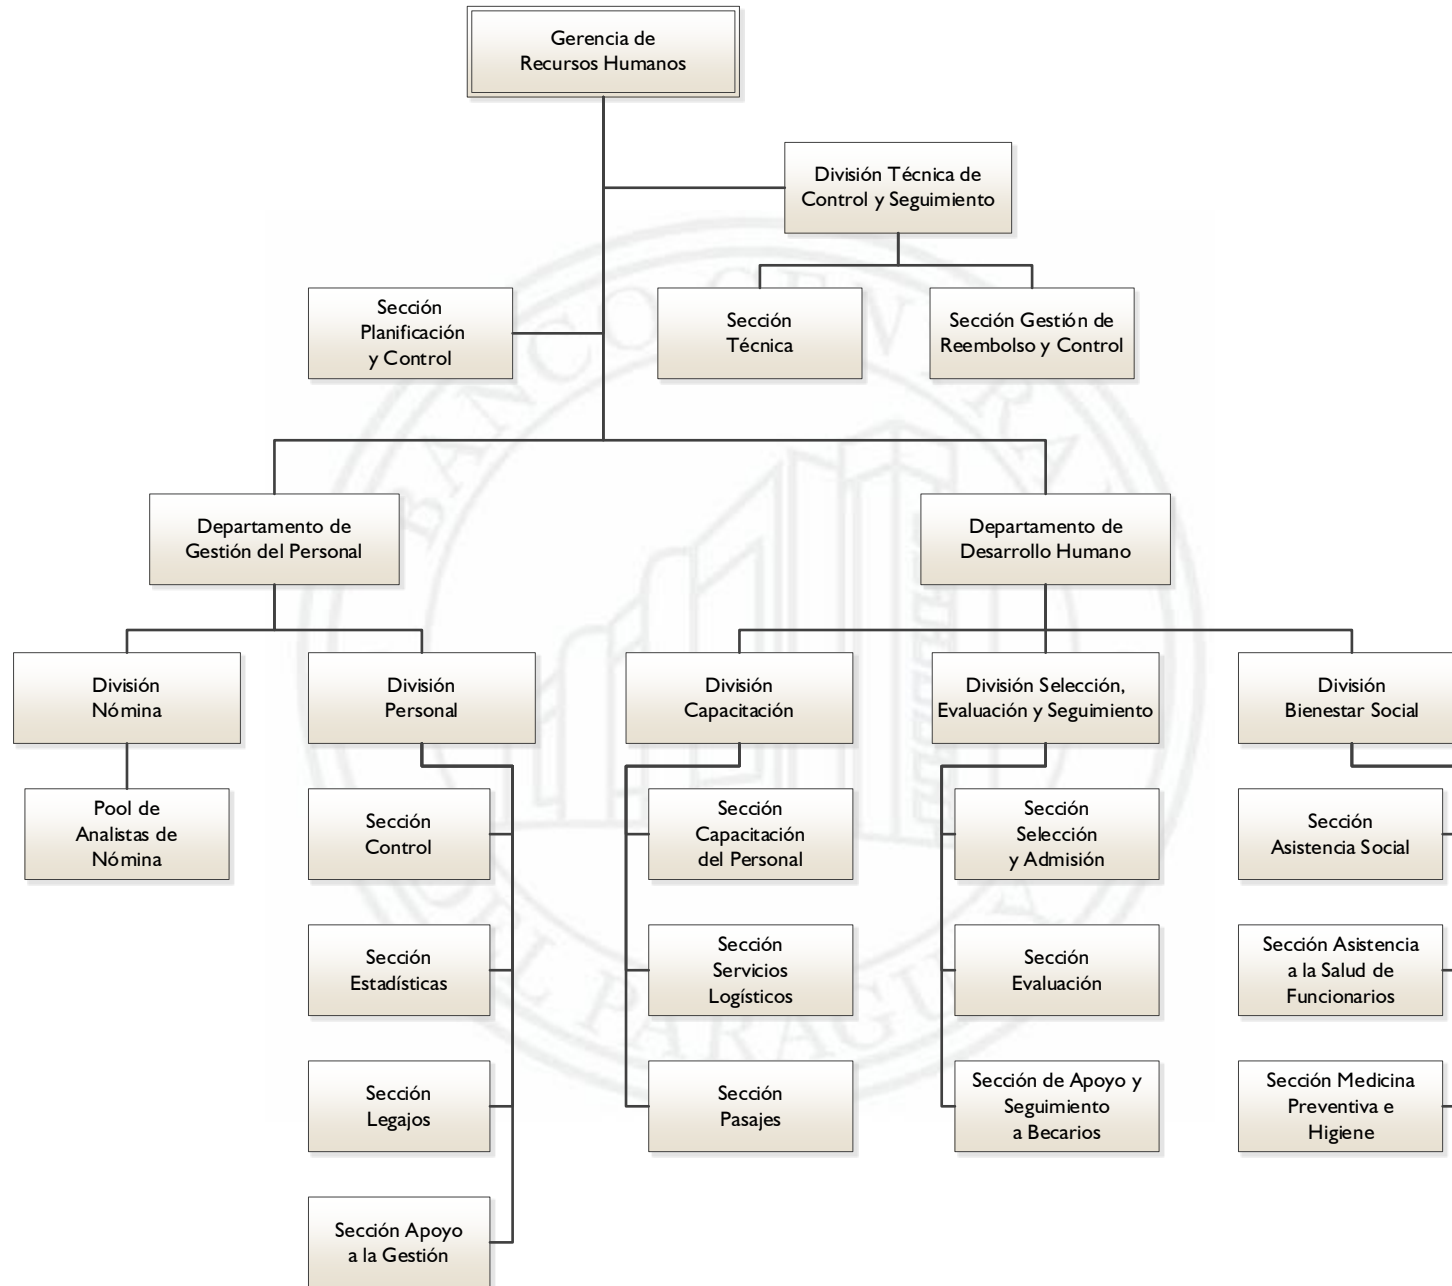 Gerencia de
Recursos Humanos
División Técnica de
Control y Seguimiento
Sección
Planificación
y Control
Sección
Técnica
Sección Gestión de
Reembolso y Control
Departamento de
Gestión del Personal
Departamento de
Desarrollo Humano
División
Nómina
División
Personal
División
Capacitación
División Selección,
Evaluación y Seguimiento
División
Bienestar Social
Pool de
Analistas de
Nómina
Sección
Control
Sección
Capacitación
del Personal
Sección
Selección
y Admisión
Sección
Asistencia Social
Sección
Estadísticas
Sección
Servicios
Logísticos
Sección
Evaluación
Sección Asistencia
a la Salud de
Funcionarios
Sección
Legajos
Sección
Pasajes
Sección de Apoyo y
Seguimiento
a Becarios
Sección Medicina
Preventiva e
Higiene
Sección Apoyo
a la Gestión
BANCO CENTRAL
DEL PARAGUAY